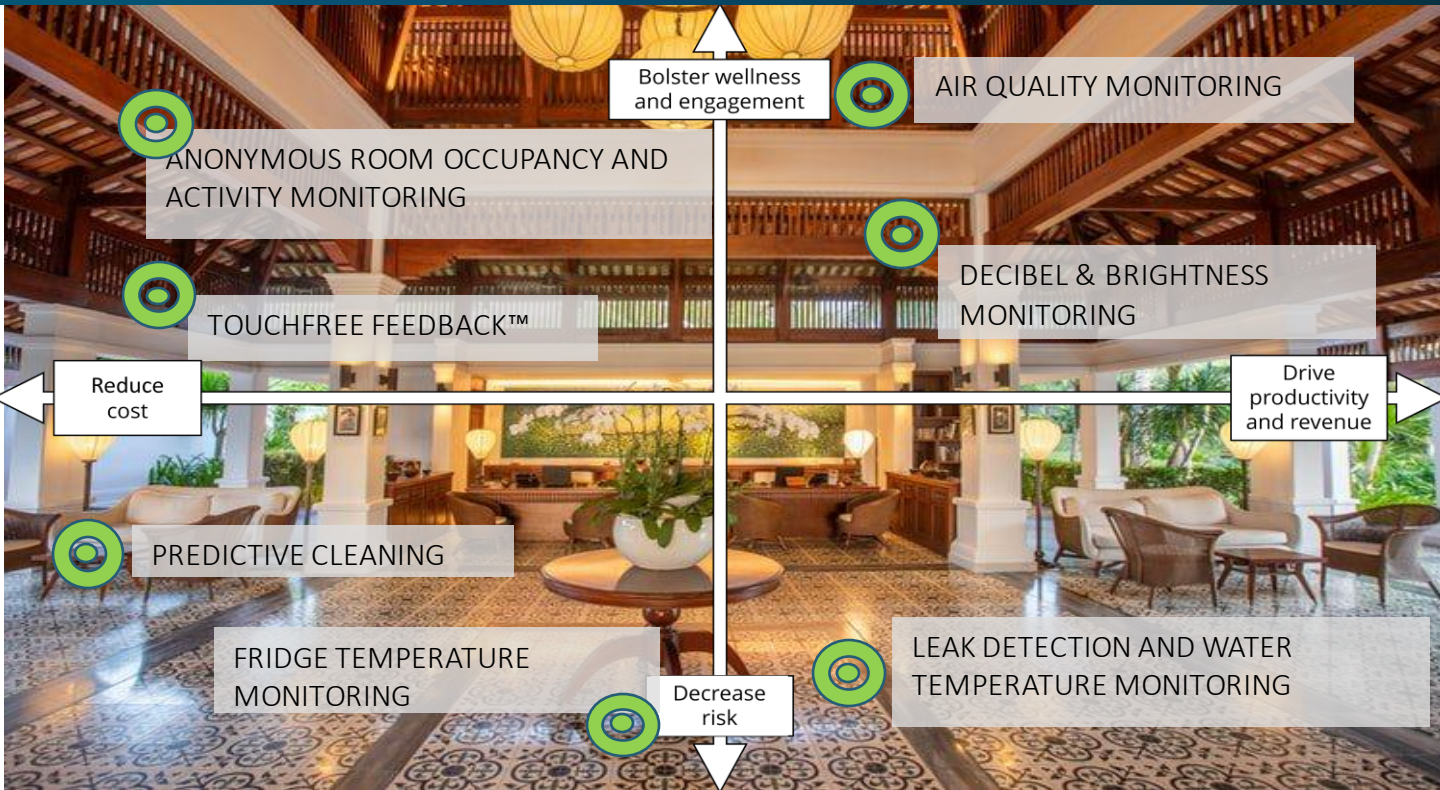 Bolster wellness
and engagement
AIR QUALITY MONITORING
ANONYMOUS ROOM OCCUPANCY AND
ACTIVITY MONITORING
DECIBEL & BRIGHTNESS
MONITORING
TOUCHFREE FEEDBACK™
Reduce
cost
Drive
productivity
and revenue
PREDICTIVE CLEANING
FRIDGE TEMPERATURE
MONITORING
LEAK DETECTION AND WATER
TEMPERATURE MONITORING
Decrease
risk